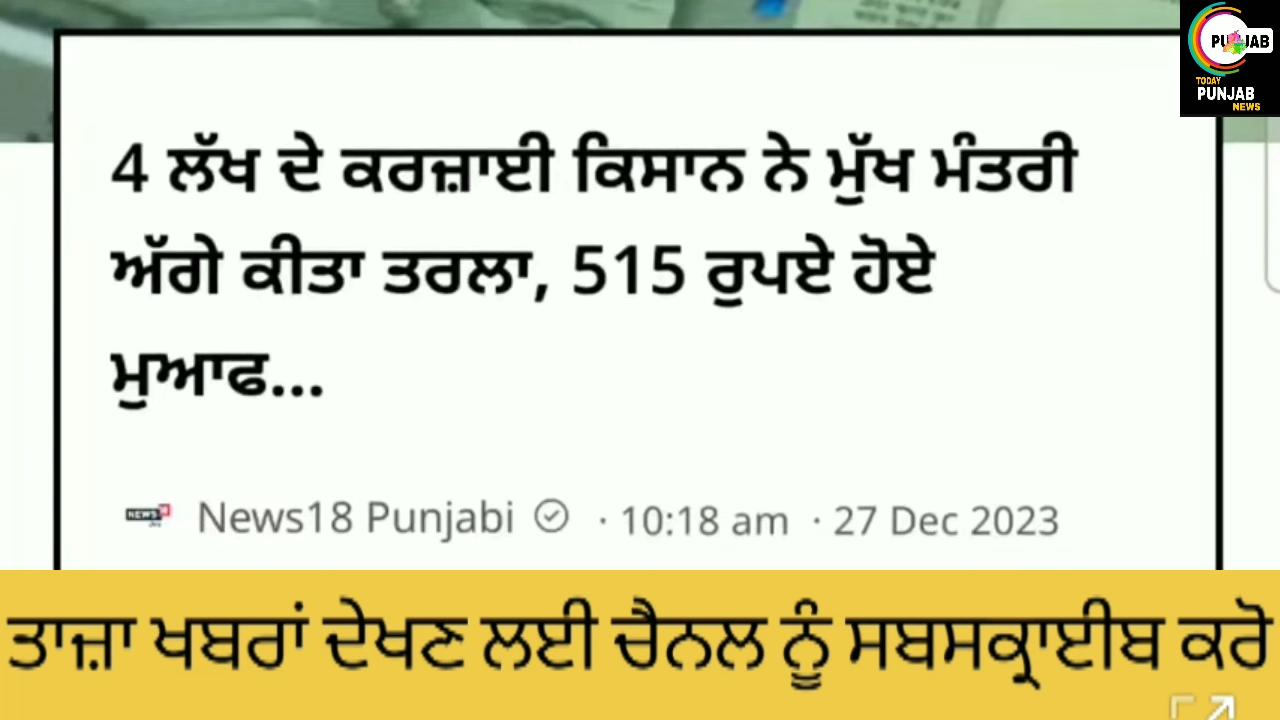 PUNJAB
TODAY
PUNJAB
NEWS
4 ਲੱਖ ਦੇ ਕਰਜ਼ਾਈ ਕਿਸਾਨ ਨੇ ਮੁੱਖ ਮੰਤਰੀ
ਅੱਗੇ ਕੀਤਾ ਤਰਲਾ, 515 ਰੁਪਏ ਹੋਏ
ਮੁਆਫ...
NEWS18 News18 Punjabi · 10:18 am · 27 Dec 2023
ਤਾਜ਼ਾ ਖਬਰਾਂ ਦੇਖਣ ਲਈ ਚੈਨਲ ਨੂੰ ਸਬਸਕ੍ਰਾਈਬ ਕਰੋ